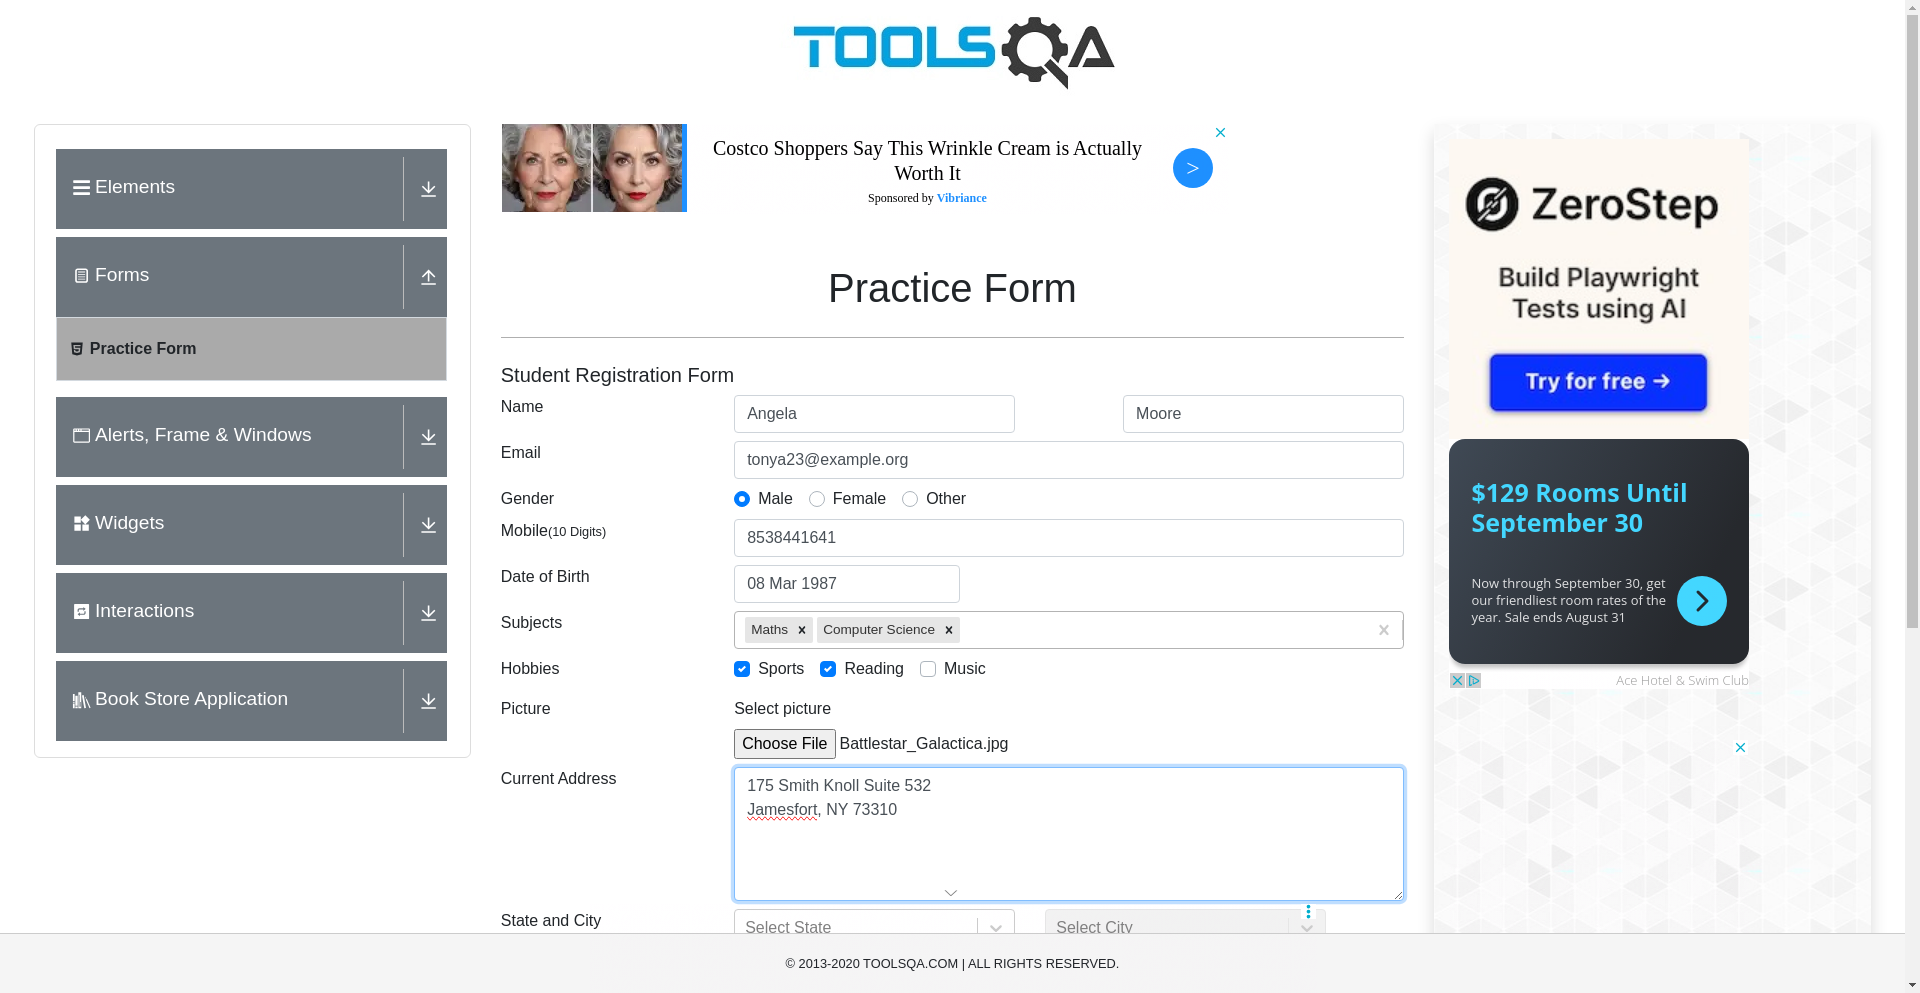 TOOLSQA
Elements
Forms
Practice Form
Alerts, Frame & Windows
Widgets
Interactions
Book Store Application
Costco Shoppers Say This Wrinkle Cream is Actually
Worth It
Sponsored by Vibriance
>
Practice Form
Student Registration Form
Name
Angela
Moore
Email
tonya23@example.org
Gender
Male
Female
Other
Mobile(10 Digits)
8538441641
Date of Birth
08 Mar 1987
Subjects
Maths
Computer Science
Hobbies
Sports
Reading
Music
Picture
Select picture
Choose File
Battlestar_Galactica.jpg
Current Address
175 Smith Knoll Suite 532
Jamesfort, NY 73310
State and City
Select State
Select City
ZeroStep
Build Playwright
Tests using AI
Try for free →
$129 Rooms Until
September 30
Now through September 30, get
our friendliest room rates of the
year. Sale ends August 31
Ace Hotel & Swim Club
© 2013-2020 TOOLSQA.COM | ALL RIGHTS RESERVED.